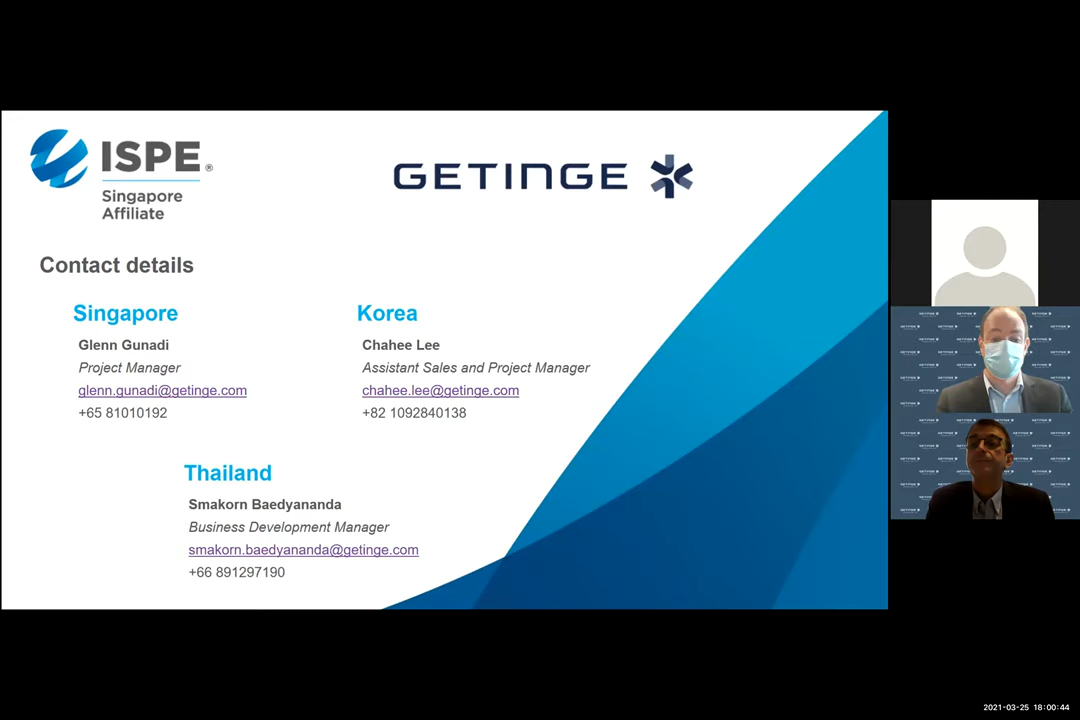 ISPE®
Singapore
Affiliate
GETINGE
Contact details
Singapore
Glenn Gunadi
Project Manager
glenn.gunadi@getinge.com
+65 81010192
Korea
Chahee Lee
Assistant Sales and Project Manager
chahee.lee@getinge.com
+82 1092840138
Thailand
Smakorn Baedyananda
Business Development Manager
smakorn.baedyananda@getinge.com
+66 891297190
2021-03-25 18:00:44